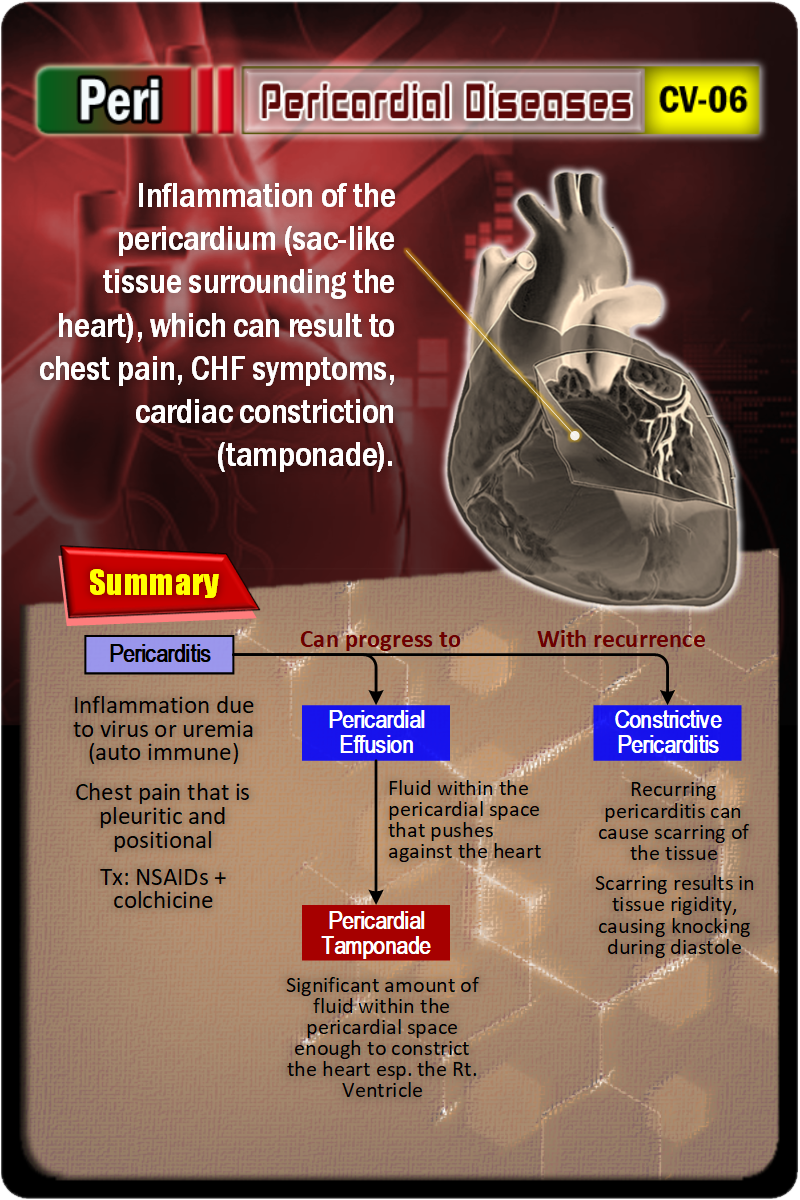 Peri
Pericardial Diseases
CV-06
Inflammation of the
pericardium (sac-like
tissue surrounding the
heart), which can result to
chest pain, CHF symptoms,
cardiac constriction
(tamponade).
Summary
Pericarditis
Can progress to
With recurrence
Inflammation due
to virus or uremia
(auto immune)
Chest pain that is
pleuritic and
positional
Tx: NSAIDs +
colchicine
Pericardial
Effusion
Fluid within the
pericardial space
that pushes
against the heart
Pericardial
Tamponade
Significant amount of
fluid within the
pericardial space
enough to constrict
the heart esp. the Rt.
Ventricle
Constrictive
Pericarditis
Recurring
pericarditis can
cause scarring of
the tissue
Scarring results in
tissue rigidity,
causing knocking
during diastole